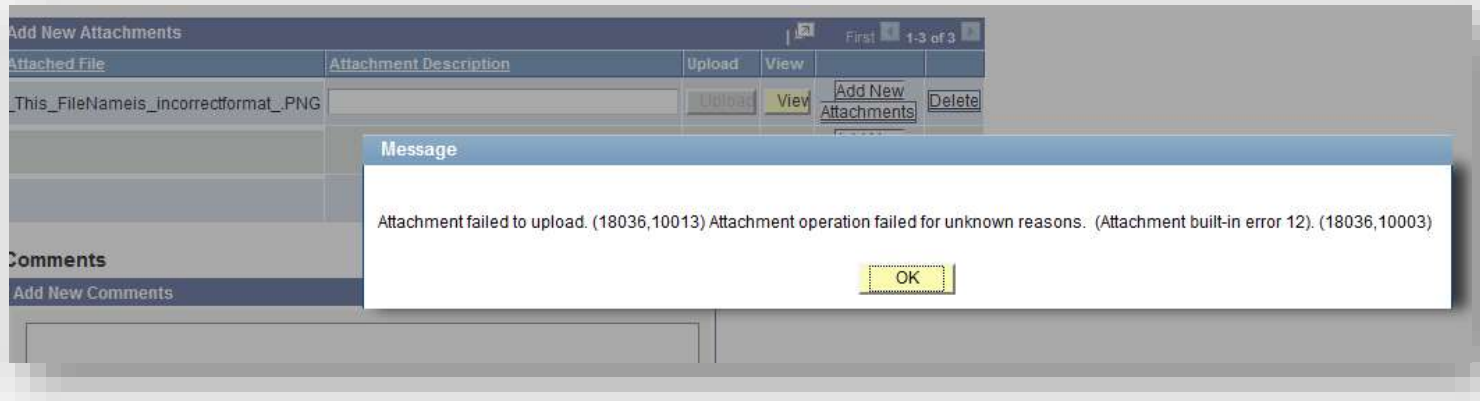 Add New Attachments First 1-3 of 3
Attached File Attachment Description Upload View
_This_FileNameis_incorrectformat_.PNG Upload View Add New Attachments Delete
Message
Attachment failed to upload. (18036,10013) Attachment operation failed for unknown reasons. (Attachment built-in error 12). (18036,10003)
OK
Comments
Add New Comments